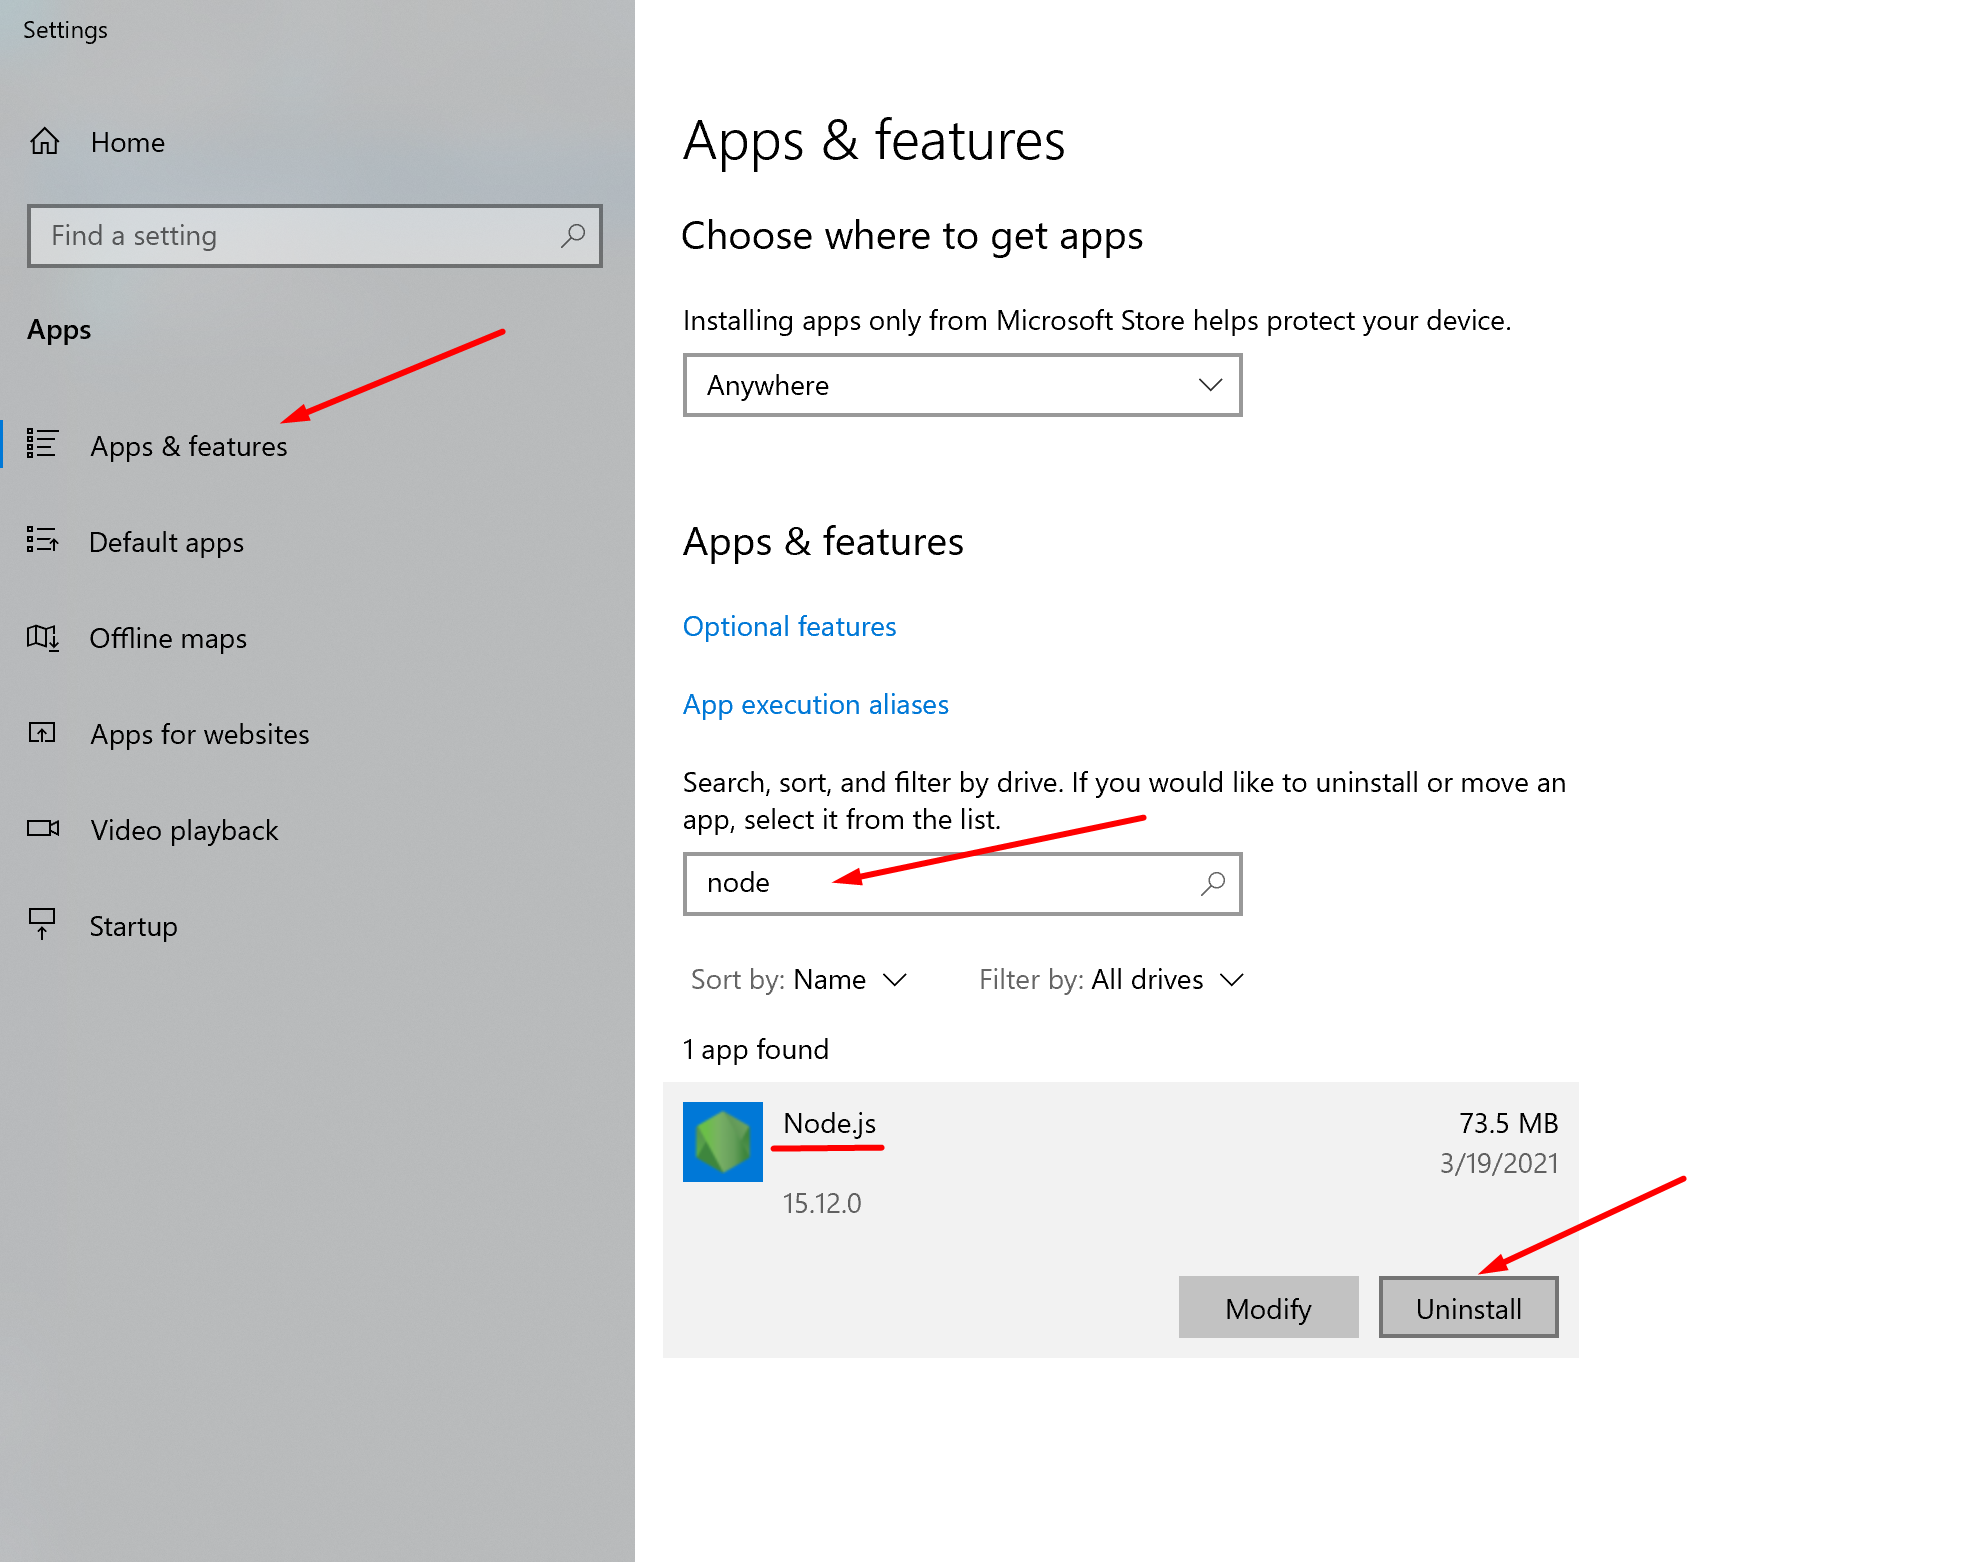 Settings
Home
Find a setting
Apps
Apps & features
Default apps
Offline maps
Apps for websites
Video playback
Startup
Apps & features
Choose where to get apps
Installing apps only from Microsoft Store helps protect your device.
Anywhere
Apps & features
Optional features
App execution aliases
Search, sort, and filter by drive. If you would like to uninstall or move an
app, select it from the list.
node
Sort by: Name Filter by: All drives
1 app found
Node.js 73.5 MB
3/19/2021
15.12.0
Modify Uninstall